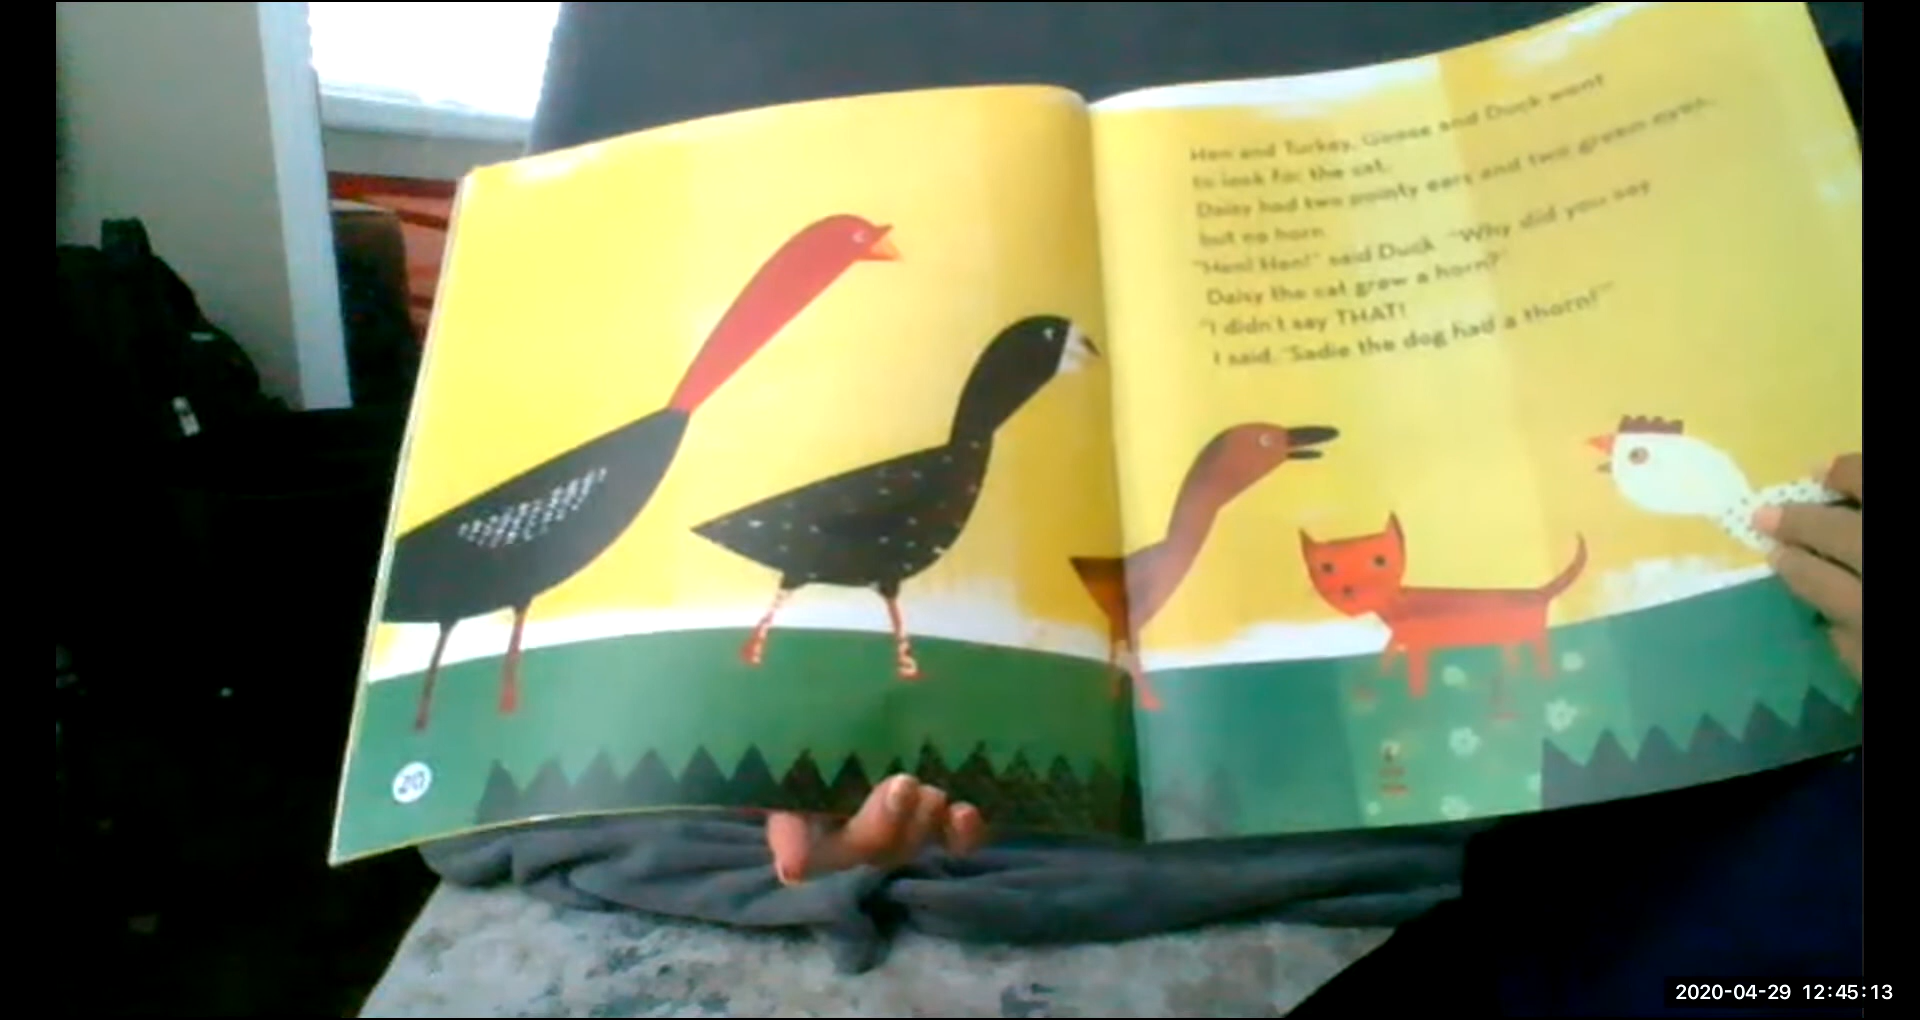 Hen and Turkey, Goose and Duck went
to look for the cat.
Daisy had two pointy ears and two green eyes,
but no horn.
"Hen! Hen!" said Duck. "Why did you say
Daisy the cat grew a horn?"
"I didn't say THAT!
I said, 'Sadie the dog had a thorn!'"
20
2020-04-29 12:45:13